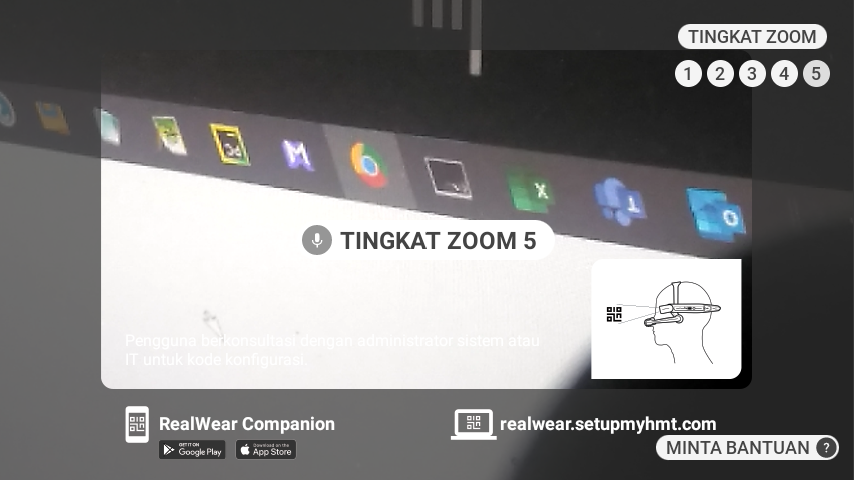 TINGKAT ZOOM
1 2 3 4 5
TINGKAT ZOOM 5
Pengguna berkonsultasi dengan administrator sistem atau
IT untuk kode konfigurasi.
RealWear Companion
GET IT ON
Google Play
Download on the
App Store
realwear.setupmyhmt.com
MINTA BANTUAN ?